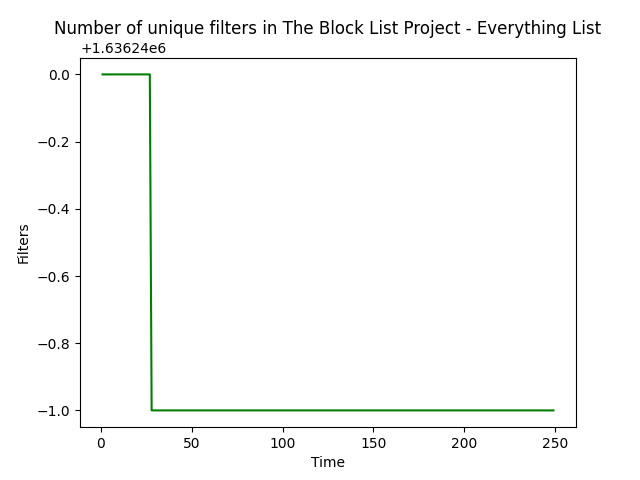 Number of unique filters in The Block List Project - Everything List
+1.63624e6
0.0
−0.2
−0.4
−0.6
−0.8
−1.0
Filters
0 50 100 150 200 250
Time